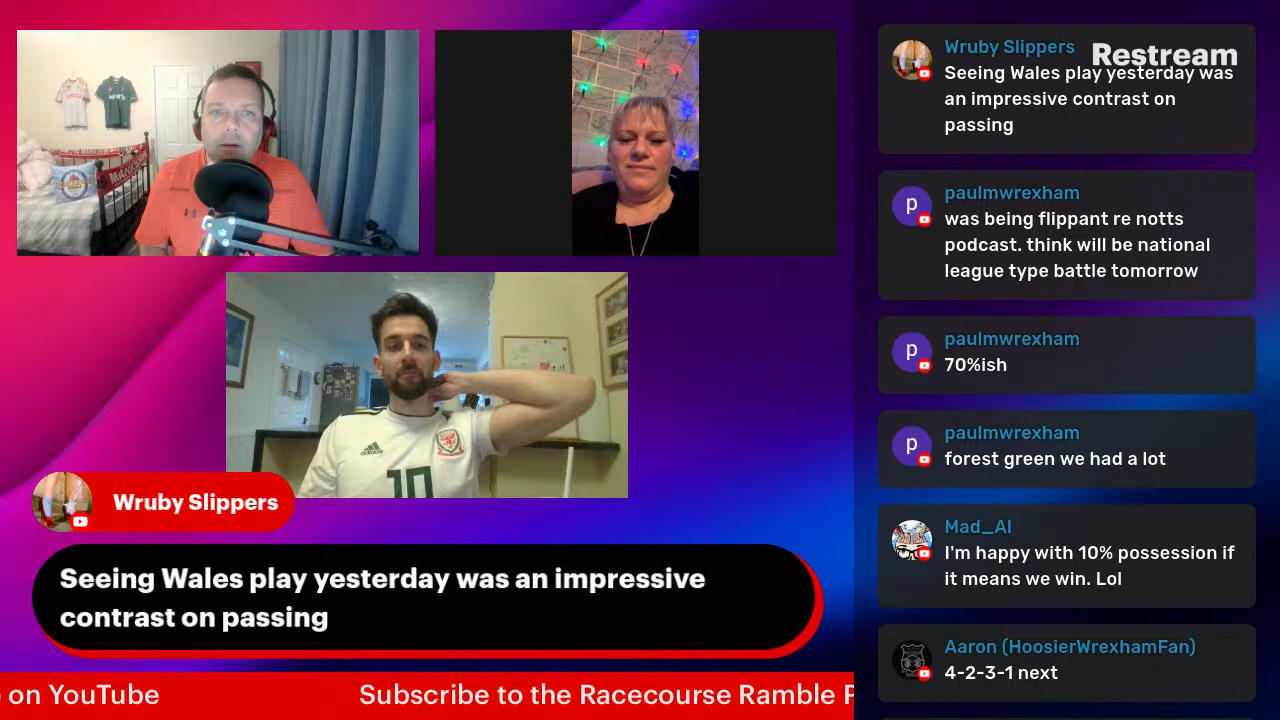 Restream
Wruby Slippers
Seeing Wales play yesterday was
an impressive contrast on
passing
p
paulmwrexham
was being flippant re notts
podcast. think will be national
league type battle tomorrow
p
paulmwrexham
70%ish
p
paulmwrexham
forest green we had a lot
Mad_Al
I'm happy with 10% possession if
it means we win. Lol
Aaron (HoosierWrexhamFan)
4-2-3-1 next
10
Wruby Slippers
Seeing Wales play yesterday was an impressive
contrast on passing
on YouTube
Subscribe to the Racecourse Ramble